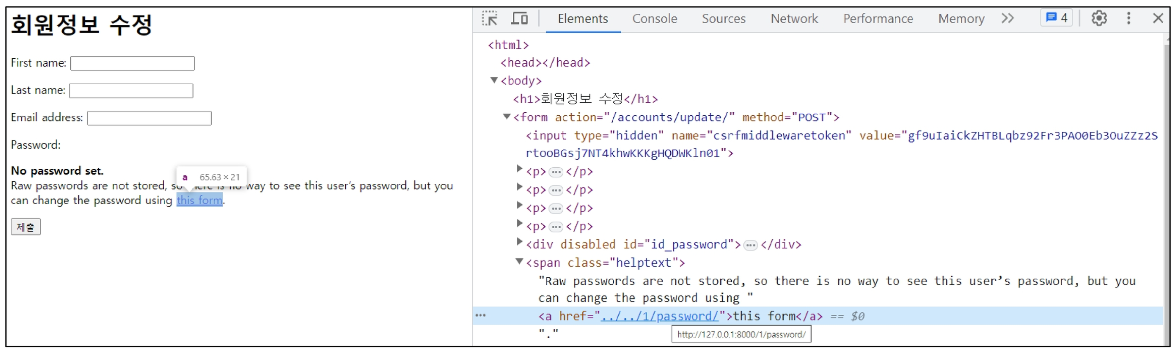 회원정보 수정
First name:
Last name:
Email address:
Password:
No password set.
Raw passwords are not stored, so there is no way to see this user's password, but you
can change the password using this form.
a 65.63 × 21
제출
Elements Console Sources Network Performance Memory 4
<html>
<head></head>
<body>
<h1>회원정보 수정</h1>
<form action="/accounts/update/" method="POST">
<input type="hidden" name="csrfmiddlewaretoken" value="gf9uIaiCkZHTBLqbz92Fr3PAO0Eb3OuZZz2S
rtooBGsj7NT4khwKKKgHQDWKln01">
<p>…</p>
<p>…</p>
<p>…</p>
<p>…</p>
<div disabled id="id_password">…</div>
<span class="helptext">
"Raw passwords are not stored, so there is no way to see this user’s password, but you
can change the password using "
<a href="../../1/password/">this form</a> == $0
"."
http://127.0.0.1:8000/1/password/